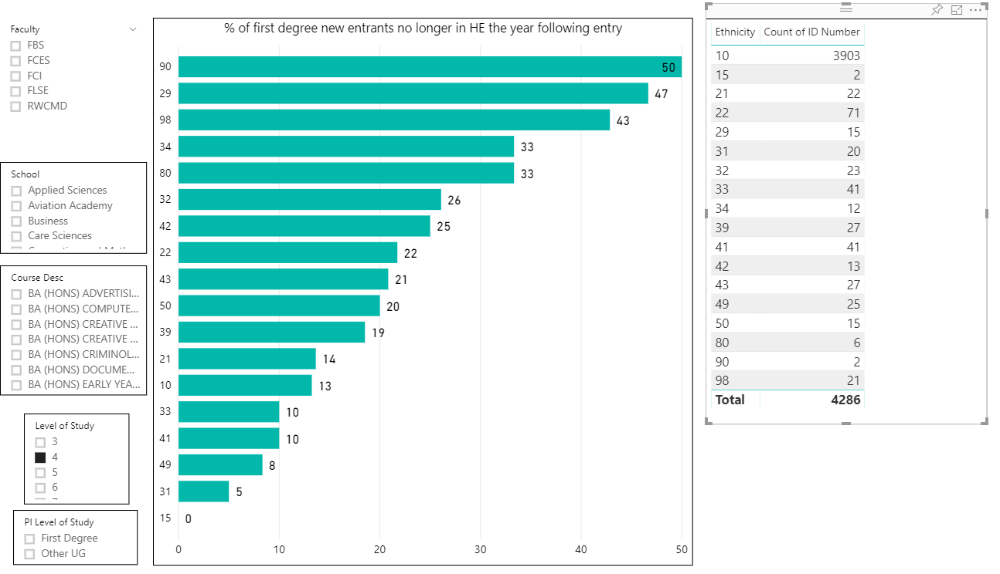 Faculty
FBS
FCES
FCI
FLSE
RWCMD
School
Applied Sciences
Aviation Academy
Business
Care Sciences
Course Desc
BA (HONS) ADVERTISI...
BA (HONS) COMPUTE...
BA (HONS) CREATIVE ...
BA (HONS) CREATIVE ...
BA (HONS) CRIMINOL...
BA (HONS) DOCUME...
BA (HONS) EARLY YEA...
Level of Study
3
4
5
6
PI Level of Study
First Degree
Other UG
% of first degree new entrants no longer in HE the year following entry
90 50
29 47
98 43
34 33
80 33
32 26
42 25
22 22
43 21
50 20
39 19
21 14
10 13
33 10
41 10
49 8
31 5
15 0
0 10 20 30 40 50
Ethnicity Count of ID Number
10 3903
15 2
21 22
22 71
29 15
31 20
32 23
33 41
34 12
39 27
41 41
42 13
43 27
49 25
50 15
80 6
90 2
98 21
Total 4286